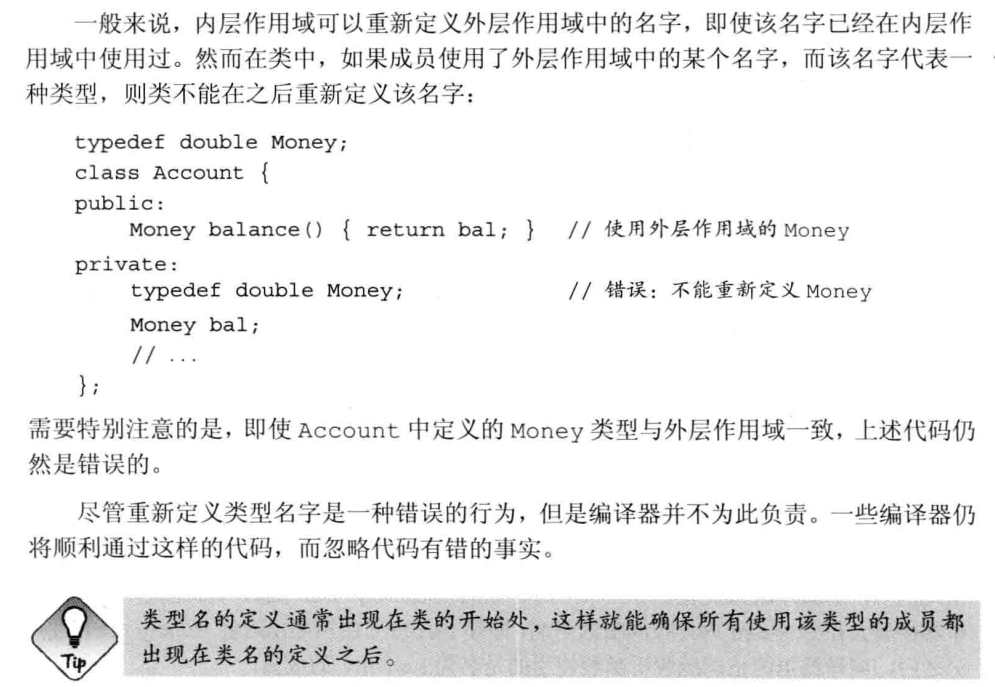 一般来说，内层作用域可以重新定义外层作用域中的名字，即使该名字已经在内层作
用域中使用过。然而在类中，如果成员使用了外层作用域中的某个名字，而该名字代表一
种类型，则类不能在之后重新定义该名字：
typedef double Money;
class Account {
public:
Money balance() { return bal; } // 使用外层作用域的 Money
private:
typedef double Money; // 错误：不能重新定义 Money
Money bal;
// ...
};
需要特别注意的是，即使 Account 中定义的 Money 类型与外层作用域一致，上述代码仍
然是错误的。
尽管重新定义类型名字是一种错误的行为，但是编译器并不为此负责。一些编译器仍
将顺利通过这样的代码，而忽略代码有错的事实。
类型名的定义通常出现在类的开始处，这样就能确保所有使用该类型的成员都
Tip
出现在类名的定义之后。